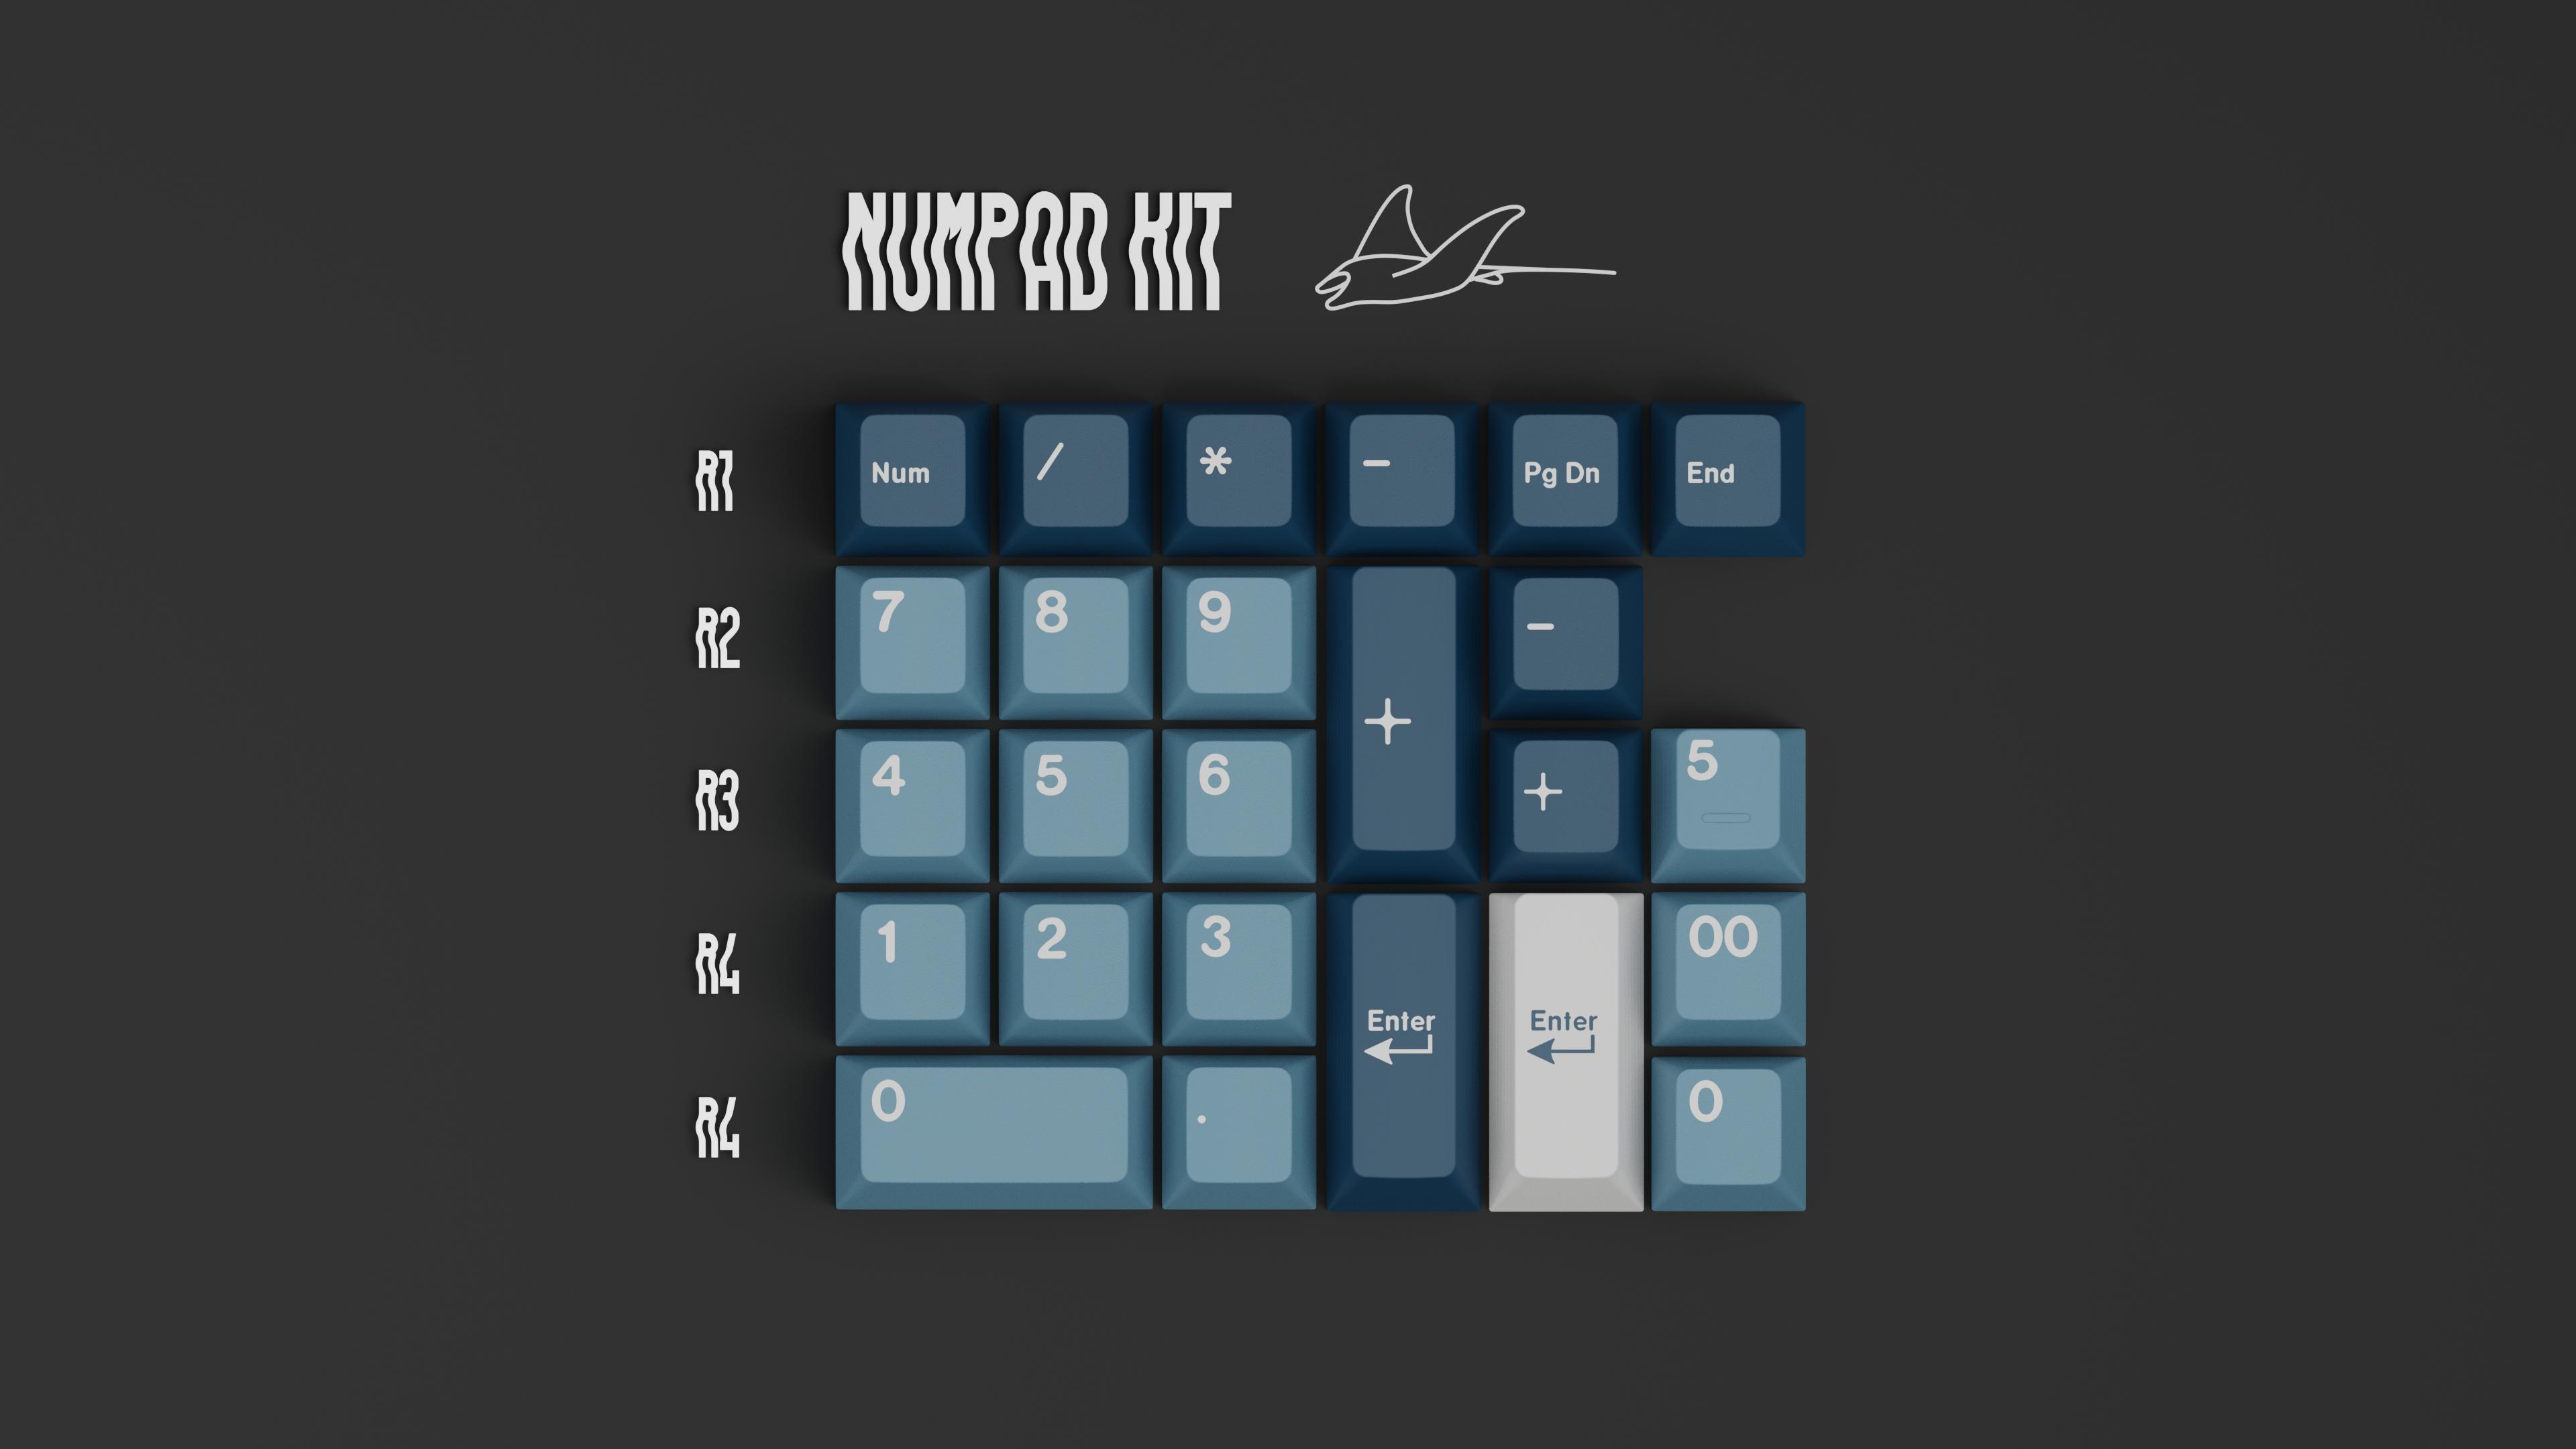 NUMPAD KIT
R1 Num / * - Pg Dn End
R2 7 8 9 + -
R3 4 5 6 + 5
R4 1 2 3 Enter Enter 00
R4 0 . 0